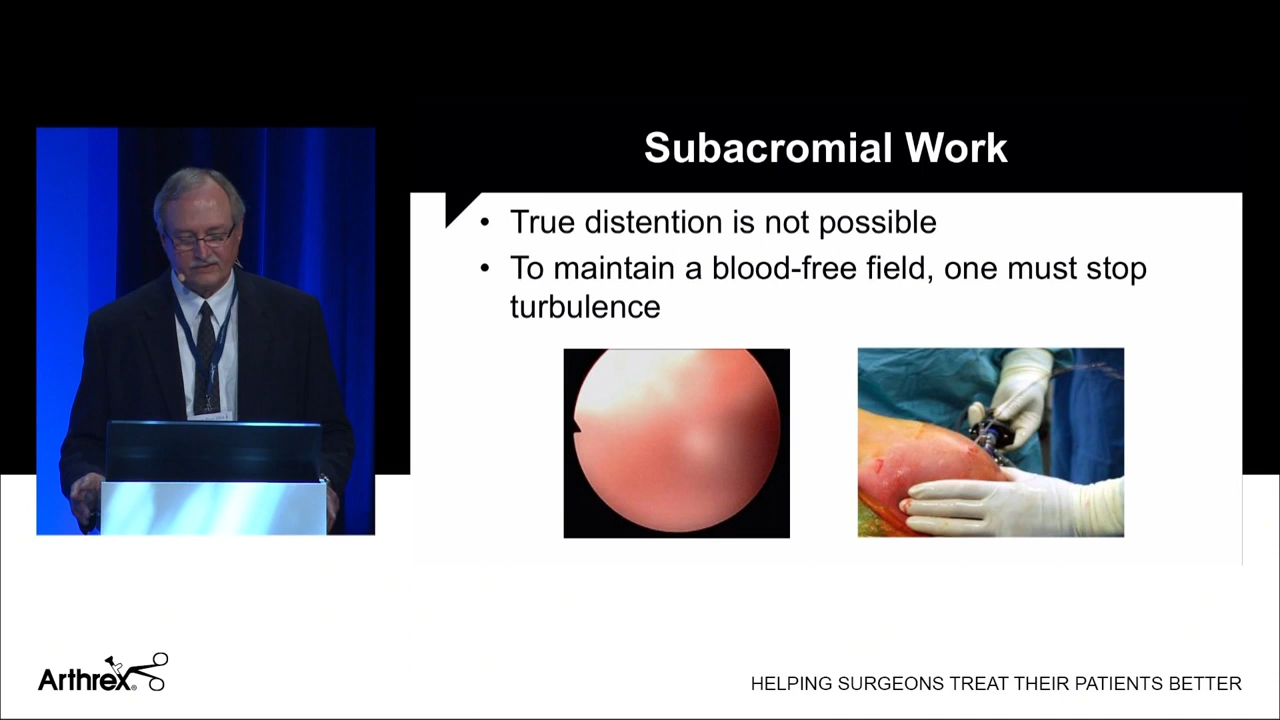 Subacromial Work
• True distention is not possible
• To maintain a blood-free field, one must stop
turbulence
Arthrex®
HELPING SURGEONS TREAT THEIR PATIENTS BETTER